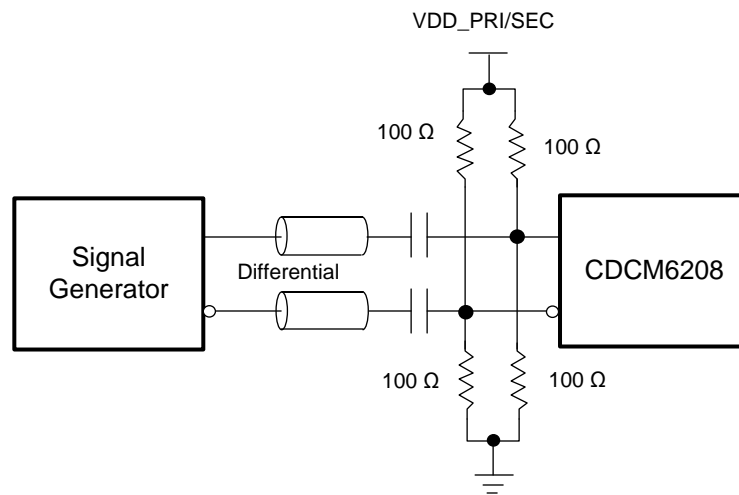 VDD_PRI/SEC
100 Ω
100 Ω
Signal
Generator
Differential
CDCM6208
100 Ω
100 Ω